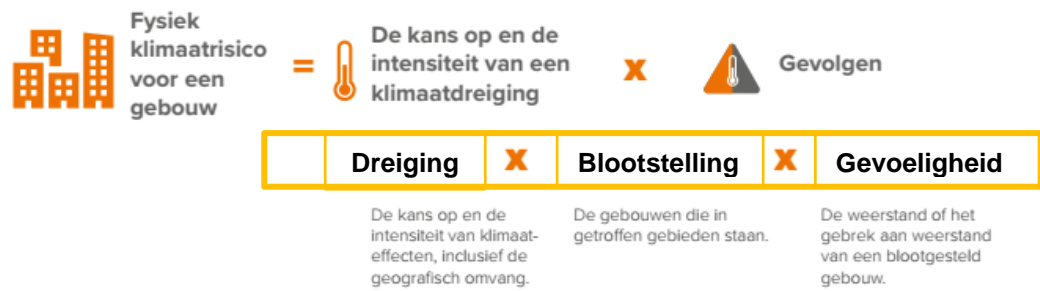 Fysiek
klimaatrisico
voor een
gebouw
=
De kans op en de
intensiteit van een
klimaatdreiging
x
Gevolgen
Dreiging x Blootstelling x Gevoeligheid
De kans op en de
intensiteit van klimaat-
effecten, inclusief de
geografisch omvang.
De gebouwen die in
getroffen gebieden staan.
De weerstand of het
gebrek aan weerstand
van een blootgesteld
gebouw.